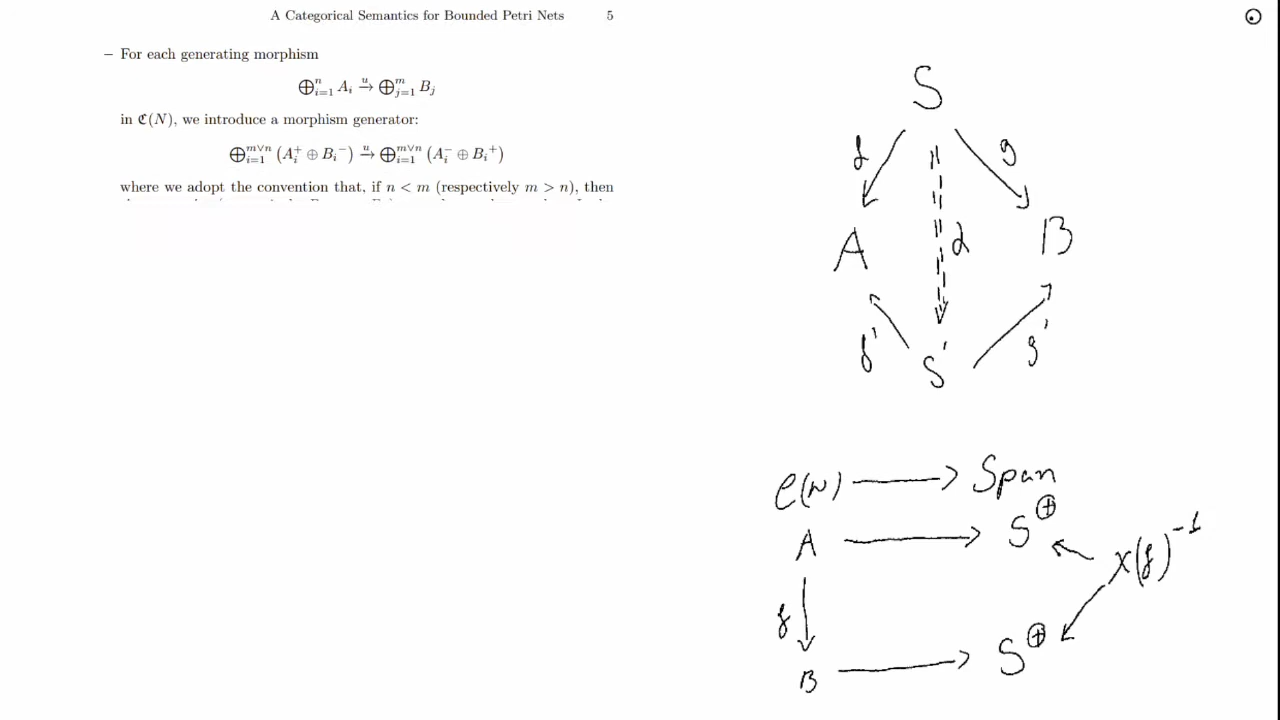 A Categorical Semantics for Bounded Petri Nets 5
– For each generating morphism
⊕ⁿᵢ₌₁ Aᵢ →ᵘ ⊕ᵐⱼ₌₁ Bⱼ
in ℭ(N), we introduce a morphism generator:
⊕ᵐ∨ⁿᵢ₌₁ (Aᵢ⁺ ⊕ Bᵢ⁻) →ᵘ ⊕ᵐ∨ⁿᵢ₌₁ (Aᵢ⁻ ⊕ Bᵢ⁺)
where we adopt the convention that, if n < m (respectively m > n), then
S
f g
A α B
f' S' g'
C(N) → Span
A → S⊕
f X(f)⁻¹
B → S⊕